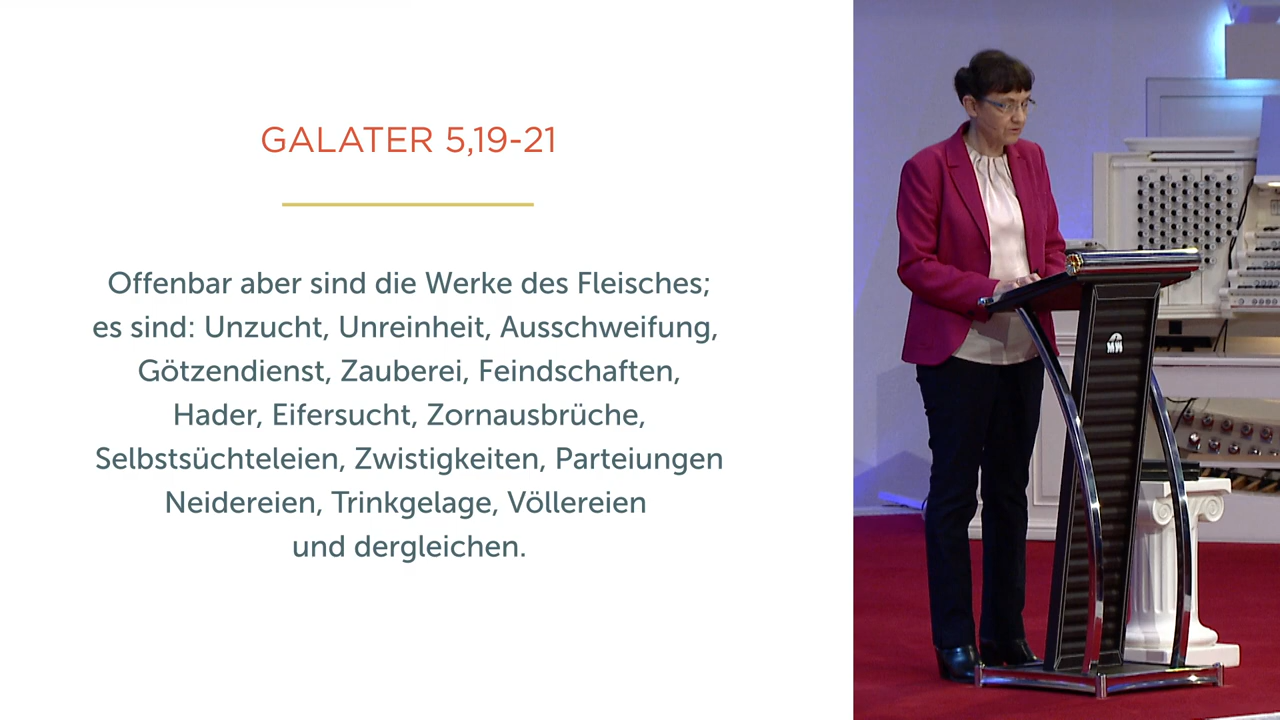 GALATER 5,19-21
Offenbar aber sind die Werke des Fleisches;
es sind: Unzucht, Unreinheit, Ausschweifung,
Götzendienst, Zauberei, Feindschaften,
Hader, Eifersucht, Zornausbrüche,
Selbstsüchteleien, Zwistigkeiten, Parteiungen
Neidereien, Trinkgelage, Völlereien
und dergleichen.
MW